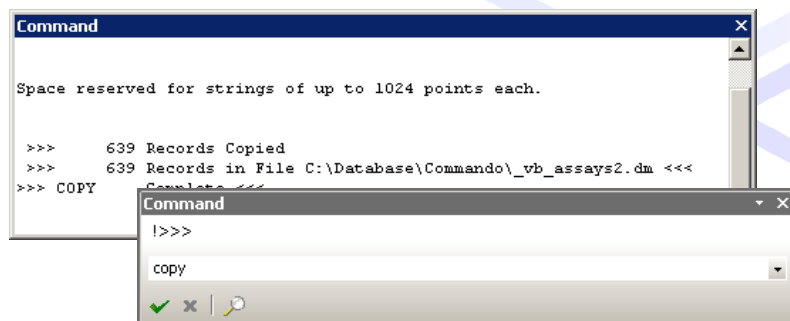 Command
Space reserved for strings of up to 1024 points each.
>>> 639 Records Copied
>>> 639 Records in File C:\Database\Commando\_vb_assays2.dm <<<
>>> COPY Complete <<<
Command
!>>>
copy